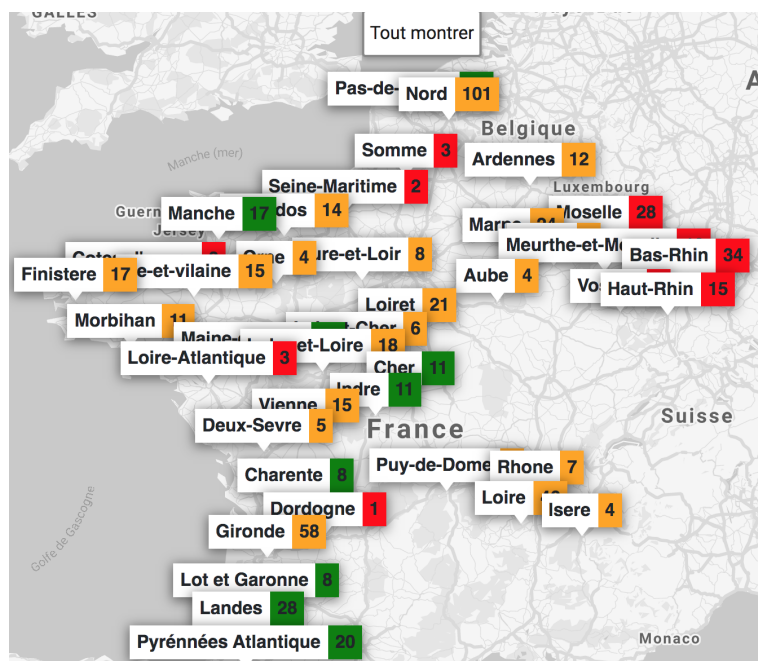 GALLES
Tout montrer
Pas-de-
Nord 101
Belgique
Somme 3
Manche (mer)
Ardennes 12
Seine-Maritime 2
Luxembourg
Guern
Manche 17
dos 14
Jersey
Moselle 28
Meurthe-et-M
Bas-Rhin 34
4
ure-et-Loir 8
Finistere 17
e-et-vilaine 15
Aube 4
Vos
Haut-Rhin 15
Morbihan 11
Loiret 21
6
Maine-
et-Loire 18
Loire-Atlantique 3
Cher 11
Indre 11
Vienne 15
Deux-Sevre 5
France
Suisse
Puy-de-Dome
Rhone 7
Charente 8
Loire
Isere 4
Dordogne 1
Gironde 58
Golfe de Gascogne
Lot et Garonne 8
Landes 28
Pyrénnées Atlantique 20
Monaco